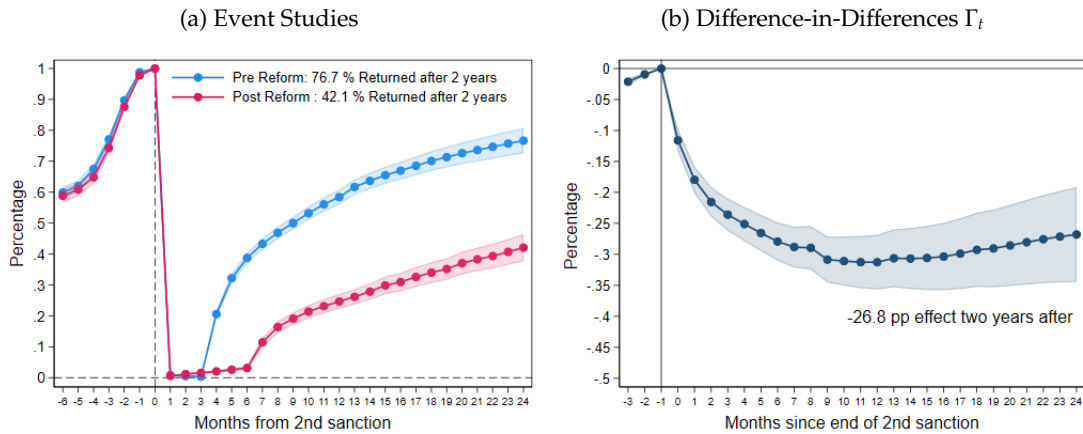 (a) Event Studies
Pre Reform: 76.7 % Returned after 2 years
Post Reform : 42.1 % Returned after 2 years
Percentage
1
.9
.8
.7
.6
.5
.4
.3
.2
.1
0
-6 -5 -4 -3 -2 -1 0 1 2 3 4 5 6 7 8 9 10 11 12 13 14 15 16 17 18 19 20 21 22 23 24
Months from 2nd sanction
(b) Difference-in-Differences Γt
Percentage
0
-.05
-.1
-.15
-.2
-.25
-.3
-.35
-.4
-.45
-.5
-26.8 pp effect two years after
-3 -2 -1 0 1 2 3 4 5 6 7 8 9 10 11 12 13 14 15 16 17 18 19 20 21 22 23 24
Months since end of 2nd sanction